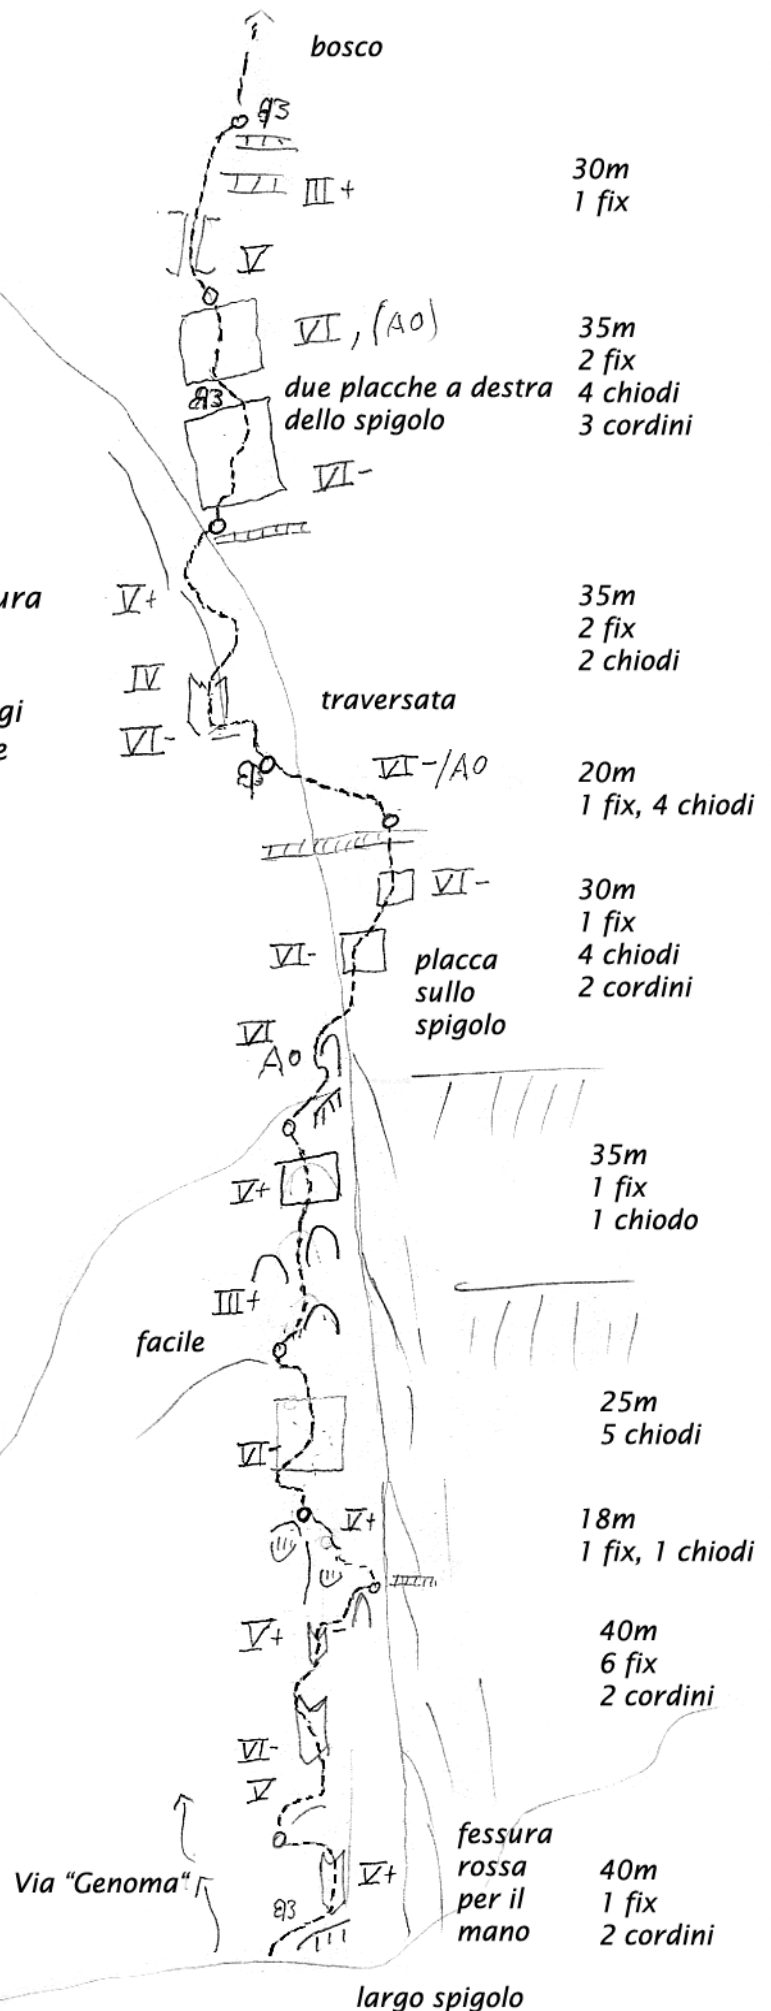 bosco
30m
1 fix
III+
V
VI, (A0)
35m
2 fix
4 chiodi
3 cordini
due placche a destra
dello spigolo
VI-
ura
V+
35m
2 fix
2 chiodi
IV
gi
e
VI-
traversata
VI-/A0
20m
1 fix, 4 chiodi
VI-
30m
1 fix
4 chiodi
2 cordini
VI-
placca
sullo
spigolo
VI
A0
35m
1 fix
1 chiodo
V+
III+
facile
25m
5 chiodi
VI-
V+
18m
1 fix, 1 chiodi
V+
40m
6 fix
2 cordini
VI-
V
Via "Genoma"
V+
fessura
rossa
per il
mano
40m
1 fix
2 cordini
largo spigolo